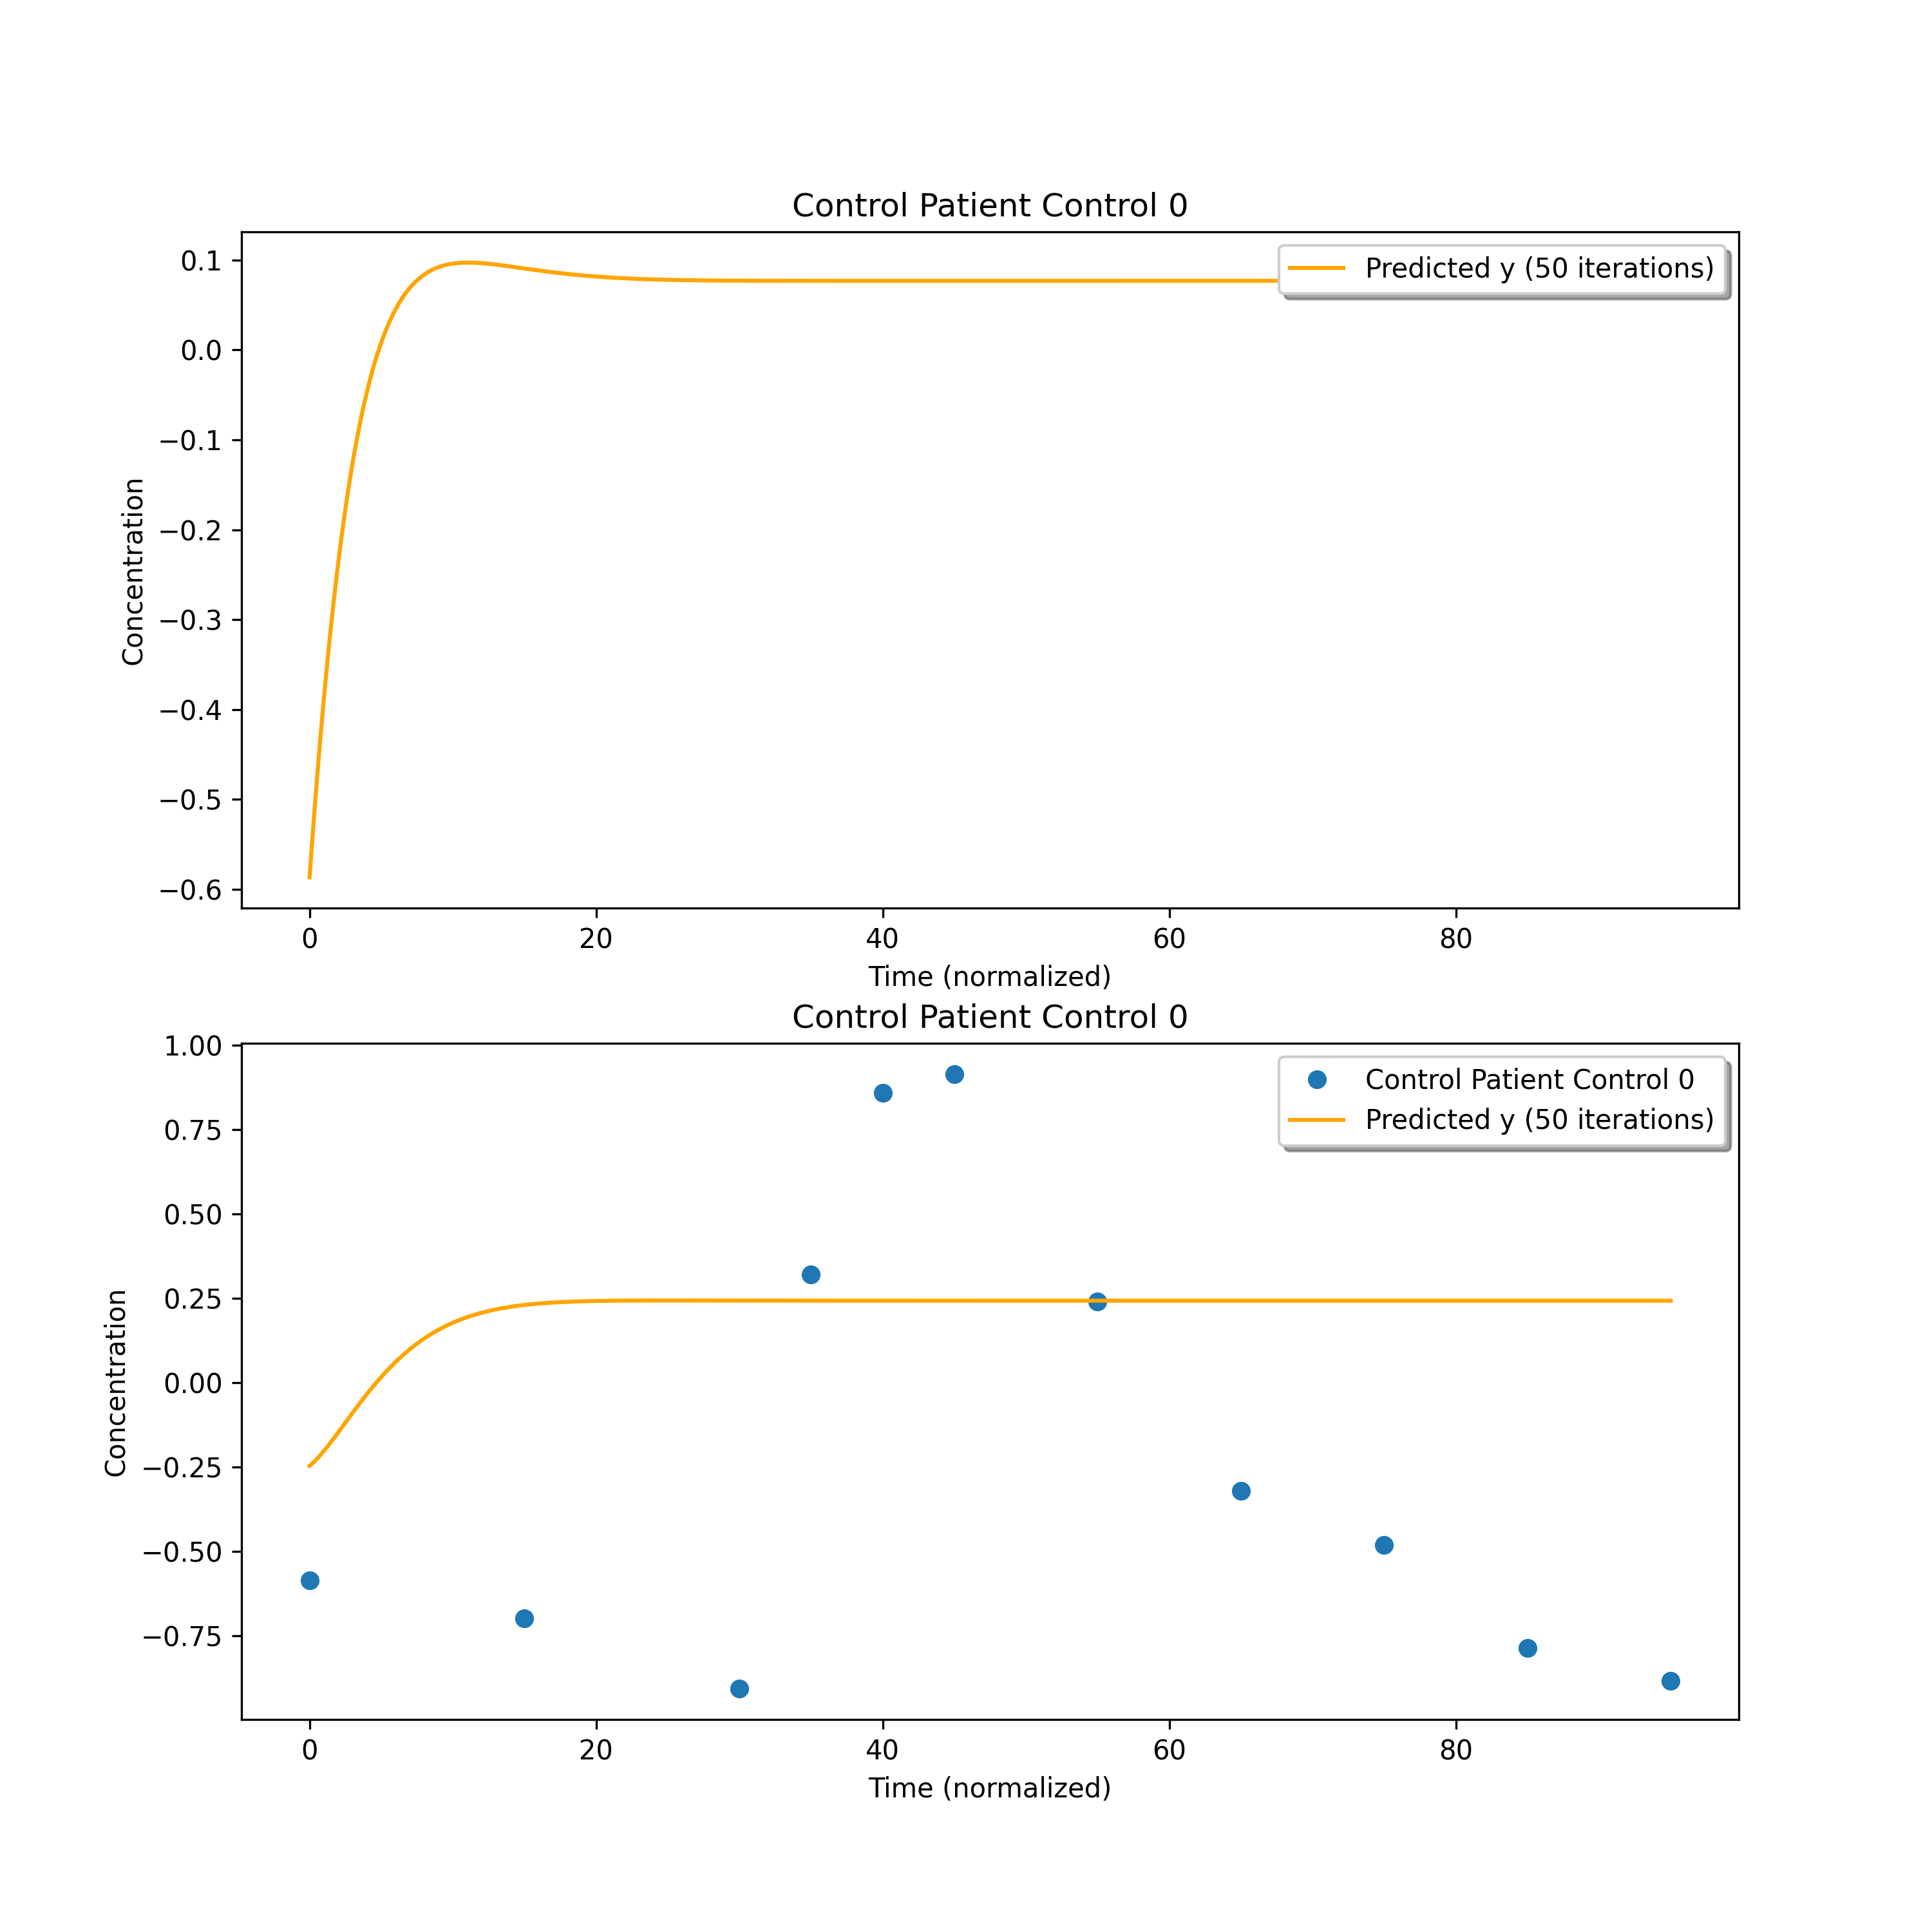 Control Patient Control 0
Predicted y (50 iterations)
0.1
0.0
−0.1
−0.2
−0.3
−0.4
−0.5
−0.6
Concentration
0 20 40 60 80
Time (normalized)
Control Patient Control 0
Control Patient Control 0
Predicted y (50 iterations)
1.00
0.75
0.50
0.25
0.00
−0.25
−0.50
−0.75
Concentration
0 20 40 60 80
Time (normalized)